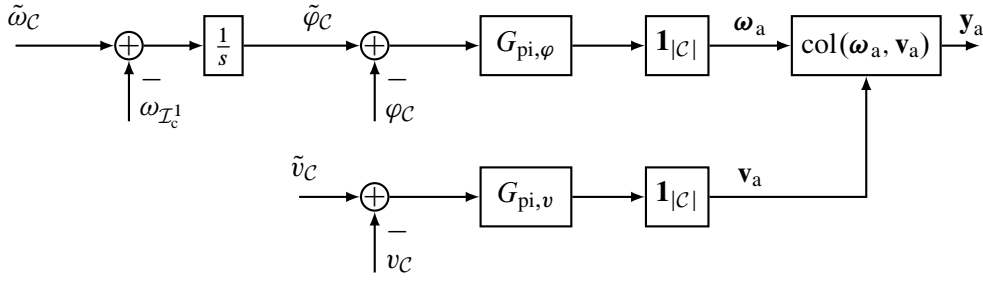 ω̃_𝒞 φ̃_𝒞 𝛚_a 𝐲_a
+ 1/s + G_{pi,φ} 𝟏_{|𝒞|} col(𝛚_a, 𝐯_a)
− −
ω_{ℐ_c^1} φ_𝒞
ṽ_𝒞 𝐯_a
+ G_{pi,v} 𝟏_{|𝒞|}
−
v_𝒞